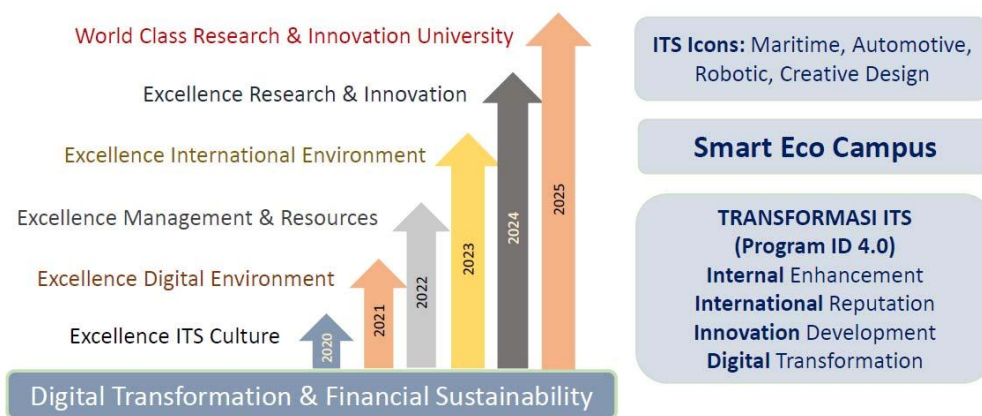 World Class Research & Innovation University
Excellence Research & Innovation
Excellence International Environment
Excellence Management & Resources
Excellence Digital Environment
Excellence ITS Culture
2020
2021
2022
2023
2024
2025
Digital Transformation & Financial Sustainability
ITS Icons: Maritime, Automotive,
Robotic, Creative Design
Smart Eco Campus
TRANSFORMASI ITS
(Program ID 4.0)
Internal Enhancement
International Reputation
Innovation Development
Digital Transformation